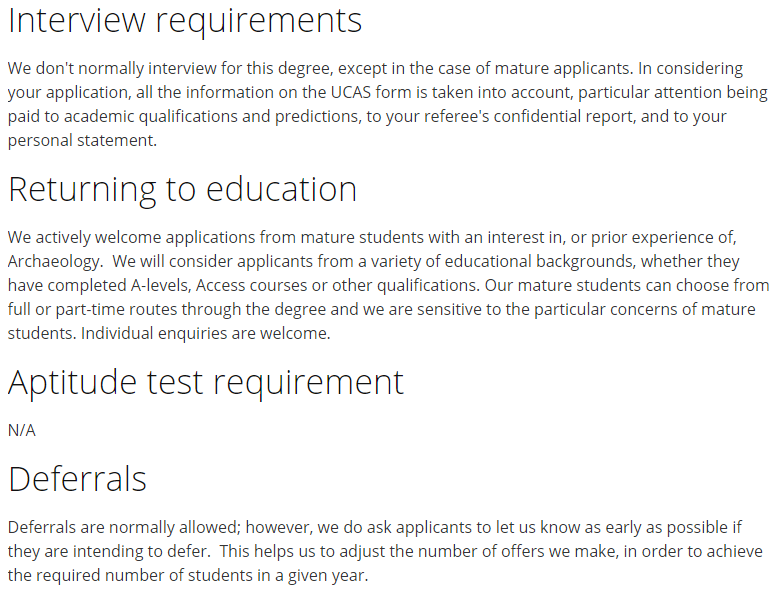 Interview requirements
We don't normally interview for this degree, except in the case of mature applicants. In considering
your application, all the information on the UCAS form is taken into account, particular attention being
paid to academic qualifications and predictions, to your referee's confidential report, and to your
personal statement.
Returning to education
We actively welcome applications from mature students with an interest in, or prior experience of,
Archaeology.  We will consider applicants from a variety of educational backgrounds, whether they
have completed A-levels, Access courses or other qualifications. Our mature students can choose from
full or part-time routes through the degree and we are sensitive to the particular concerns of mature
students. Individual enquiries are welcome.
Aptitude test requirement
N/A
Deferrals
Deferrals are normally allowed; however, we do ask applicants to let us know as early as possible if
they are intending to defer.  This helps us to adjust the number of offers we make, in order to achieve
the required number of students in a given year.